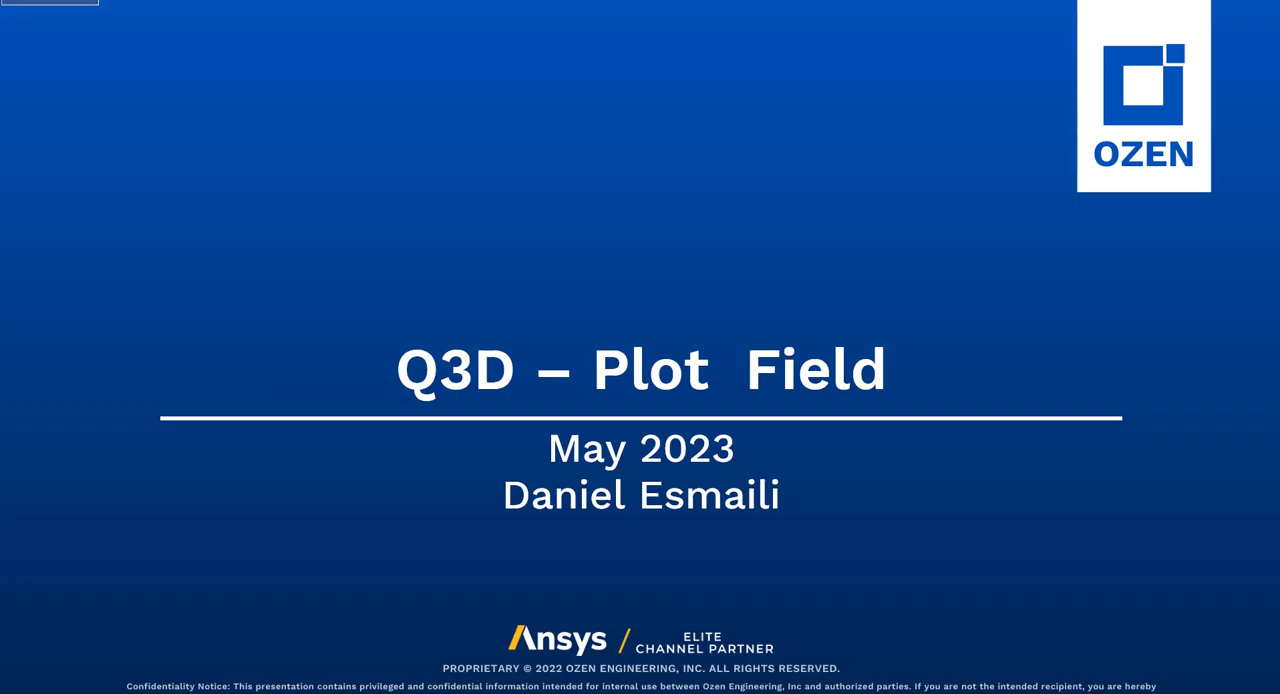 OZEN
Q3D – Plot Field
May 2023
Daniel Esmaili
Ansys / ELITE
CHANNEL PARTNER
PROPRIETARY © 2022 OZEN ENGINEERING, INC. ALL RIGHTS RESERVED.
Confidentiality Notice: This presentation contains privileged and confidential information intended for internal use between Ozen Engineering, Inc and authorized parties. If you are not the intended recipient, you are hereby